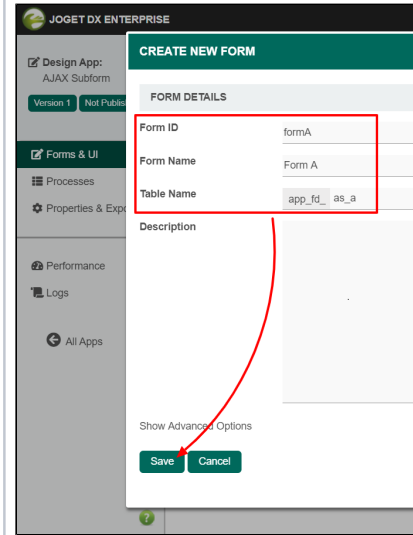 JOGET DX ENTERPRISE
Design App:
AJAX Subform
Version 1 Not Publis
Forms & UI
Processes
Properties & Expo
Performance
Logs
All Apps
?
CREATE NEW FORM
FORM DETAILS
Form ID formA
Form Name Form A
Table Name app_fd_ as_a
Description
.
Show Advanced Options
Save Cancel